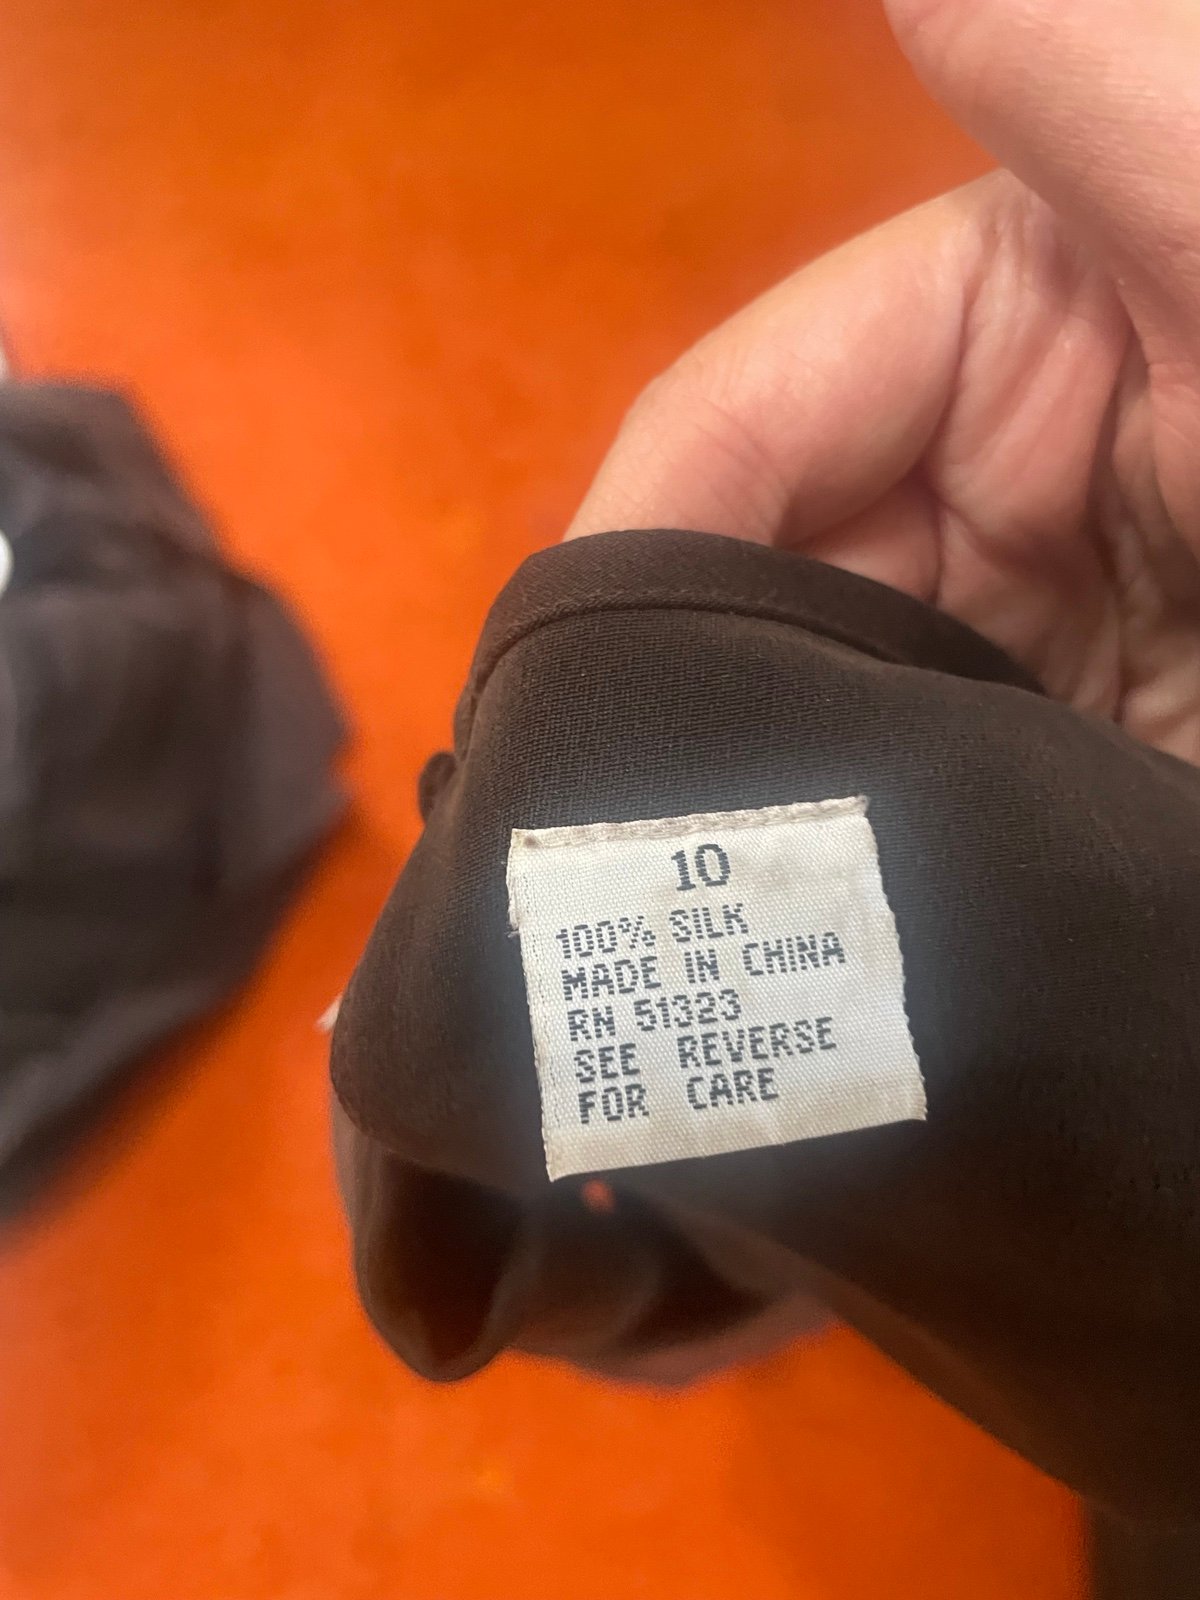 10
100% SILK
MADE IN CHINA
RN 51323
SEE REVERSE
FOR CARE